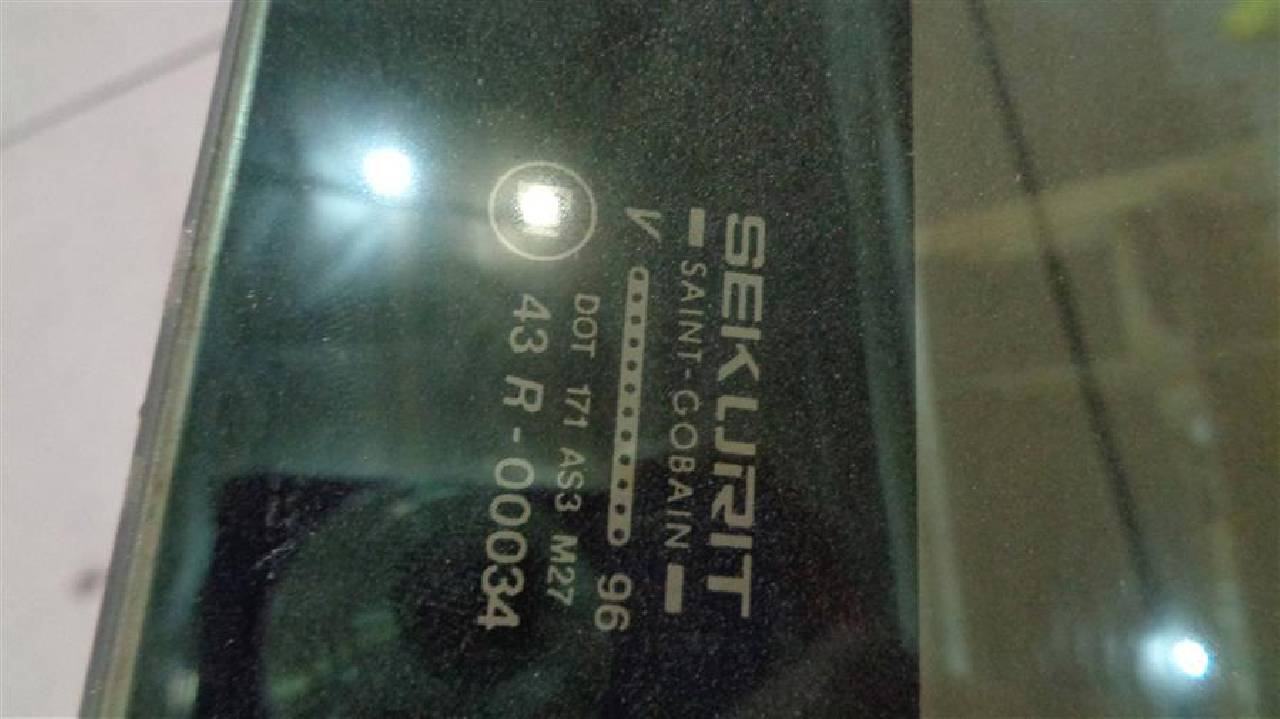 SEKURIT
SAINT-GOBAIN
V 96
DOT 171 AS3 M27
43 R-00034